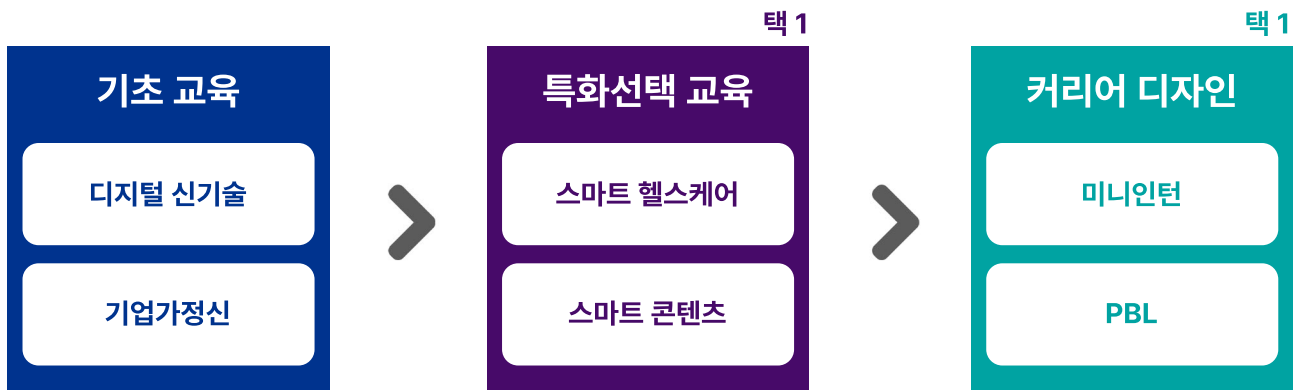 기초 교육
디지털 신기술
기업가정신
택 1
특화선택 교육
스마트 헬스케어
스마트 콘텐츠
택 1
커리어 디자인
미니인턴
PBL